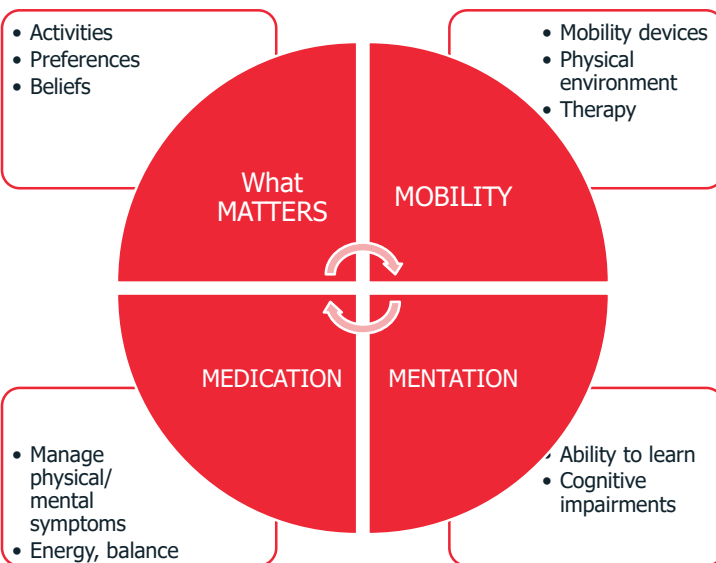 • Activities
• Preferences
• Beliefs
• Mobility devices
• Physical
environment
• Therapy
What
MATTERS
MOBILITY
MEDICATION
MENTATION
• Manage
physical/
mental
symptoms
• Energy, balance
• Ability to learn
• Cognitive
impairments